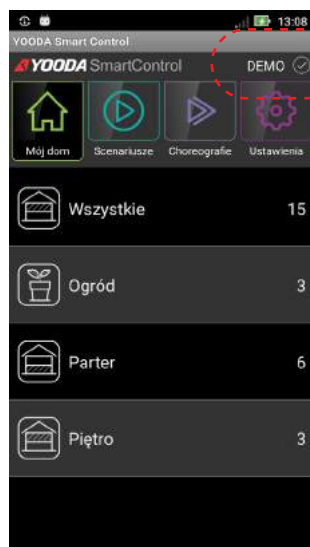 13:08
YOODA Smart Control
YOODA SmartControl DEMO
Mój dom Scenariusze Choreografie Ustawienia
Wszystkie 15
Ogród 3
Parter 6
Piętro 3